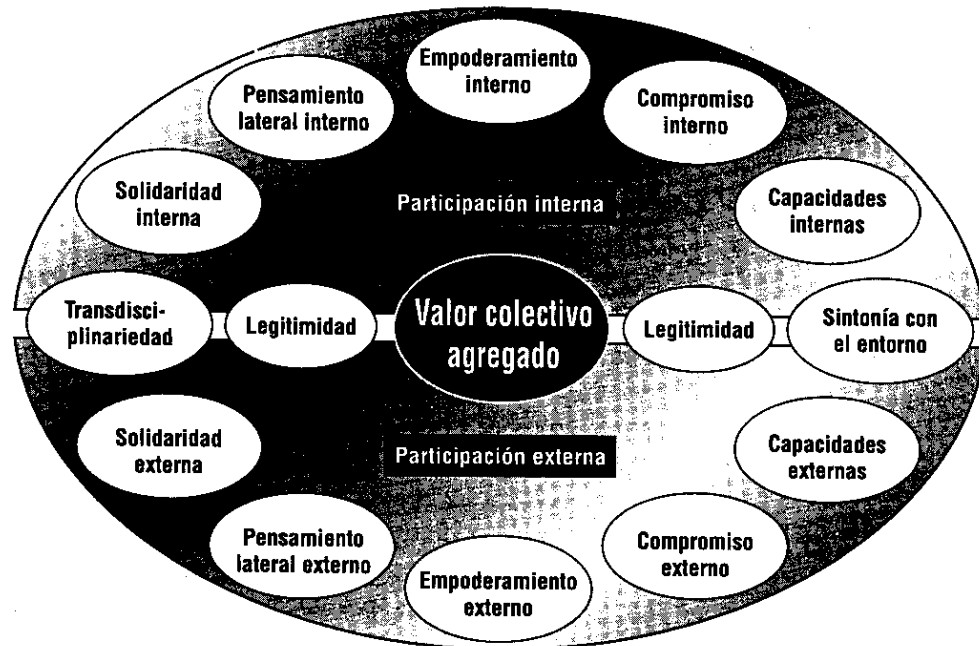 Empoderamiento
interno
Pensamiento
lateral interno
Compromiso
interno
Solidaridad
interna
Participación interna
Capacidades
internas
Transdisci-
plinariedad
Legitimidad
Valor colectivo
agregado
Legitimidad
Sintonía con
el entorno
Solidaridad
externa
Participación externa
Capacidades
externas
Pensamiento
lateral externo
Empoderamiento
externo
Compromiso
externo